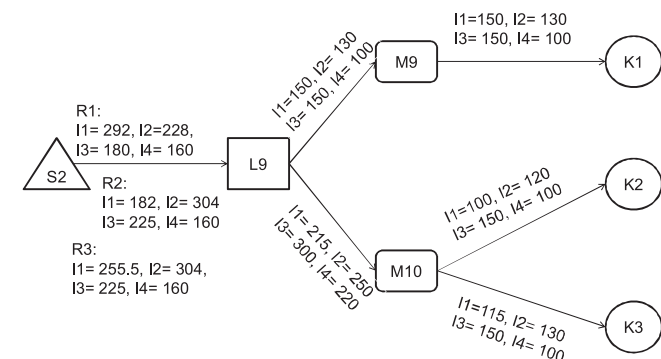 I1=150, I2= 130
I3= 150, I4= 100
M9
K1
I1=150, I2= 130
I3= 150, I4= 100
R1:
I1= 292, I2=228,
I3= 180, I4= 160
S2
L9
R2:
I1= 182, I2= 304
I3= 225, I4= 160
R3:
I1= 255.5, I2= 304,
I3= 225, I4= 160
I1= 215, I2= 250
I3= 300, I4= 220
M10
I1=100, I2= 120
I3= 150, I4= 100
K2
I1=115, I2= 130
I3= 150, I4= 100
K3